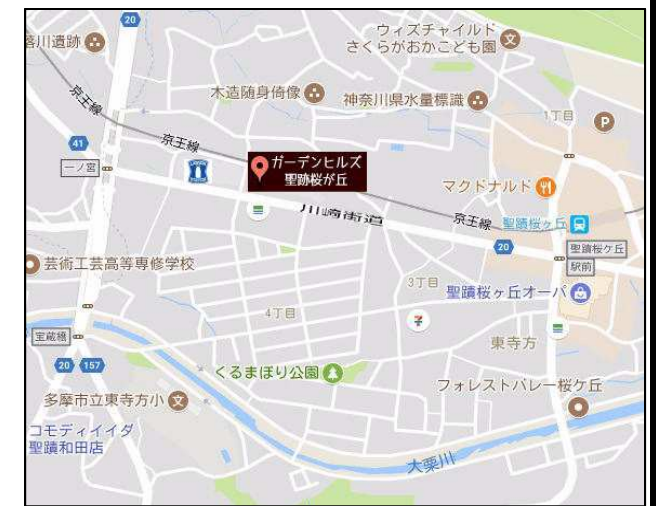 20
ウィズチャイルド
さくらがおかこども園
落川遺跡
木造随身倚像
神奈川県水量標識
1丁目
P
京王線
41
京王線
一ノ宮
ガーデンヒルズ
聖跡桜が丘
マクドナルド
川崎街道
京王線
聖蹟桜ヶ丘
20
聖蹟桜ケ丘
駅前
芸術工芸高等専修学校
3丁目
聖蹟桜ヶ丘オーパ
4丁目
7
東寺方
宝蔵橋
20
157
くるまぼり公園
フォレストバレー桜ケ丘
多摩市立東寺方小
文
コモディイイダ
聖蹟和田店
大栗川